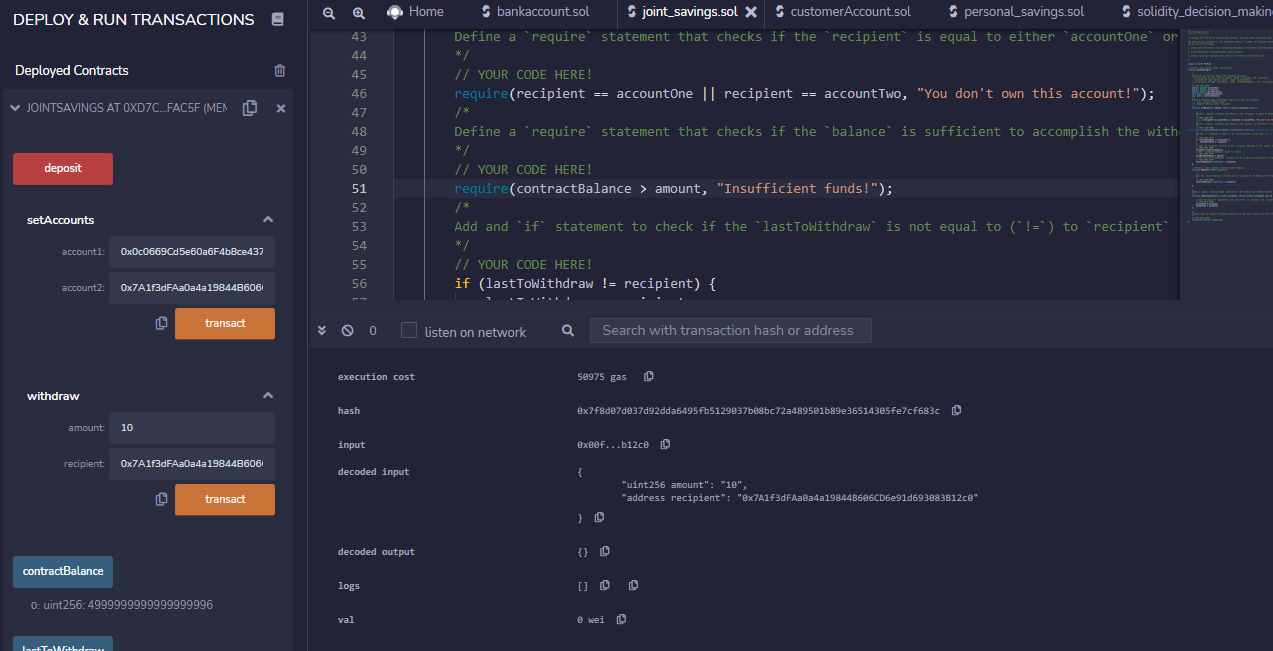 DEPLOY & RUN TRANSACTIONS
Deployed Contracts
JOINTSAVINGS AT 0XD7C...FAC5F (MEM
deposit
setAccounts
account1: 0x0c0669Cd5e60a6F4b8ce437
account2: 0x7A1f3dFAa0a4a19844B606
transact
withdraw
amount: 10
recipient: 0x7A1f3dFAa0a4a19844B606
transact
contractBalance
0: uint256: 4999999999999999996
lastToWithdraw
Home
bankaccount.sol
joint_savings.sol
customerAccount.sol
personal_savings.sol
solidity_decision_makin
43 Define a `require` statement that checks if the `recipient` is equal to either `accountOne` or
44 */
45 // YOUR CODE HERE!
46 require(recipient == accountOne || recipient == accountTwo, "You don't own this account!");
47 /*
48 Define a `require` statement that checks if the `balance` is sufficient to accomplish the with
49 */
50 // YOUR CODE HERE!
51 require(contractBalance > amount, "Insufficient funds!");
52 /*
53 Add and `if` statement to check if the `lastToWithdraw` is not equal to (`!=`) to `recipient`
54 */
55 // YOUR CODE HERE!
56 if (lastToWithdraw != recipient) {
0
listen on network
Search with transaction hash or address
execution cost 50975 gas
hash 0x7f8d07d037d92dda6495fb5129037b08bc72a489501b89e36514305fe7cf683c
input 0x00f...b12c0
decoded input {
"uint256 amount": "10",
"address recipient": "0x7A1f3dFAa0a4a19844B606CD6e91d693083B12c0"
}
decoded output {}
logs []
val 0 wei